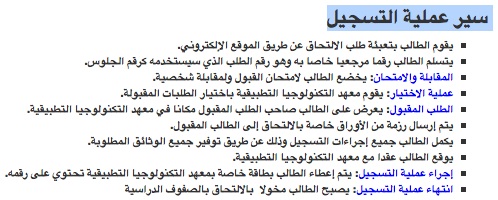 سير عملية التسجيل
يقوم الطالب بتعبئة طلب الالتحاق عن طريق الموقع الإلكتروني.
يتسلم الطالب رقما مرجعيا خاصا به وهو رقم الطلب الذي سيستخدمه كرقم الجلوس.
المقابلة والامتحان: يخضع الطالب لامتحان القبول ولمقابلة شخصية.
عملية الاختيار: يقوم معهد التكنولوجيا التطبيقية باختيار الطلبات المقبولة.
الطلب المقبول: يعرض على الطالب صاحب الطلب المقبول مكانا في معهد التكنولوجيا التطبيقية.
يتم إرسال رزمة من الأوراق خاصة بالالتحاق إلى الطالب المقبول.
يكمل الطالب جميع إجراءات التسجيل وذلك عن طريق توفير جميع الوثائق المطلوبة.
يوقع الطالب عقدا مع معهد التكنولوجيا التطبيقية.
إجراء عملية التسجيل: يتم إعطاء الطالب بطاقة خاصة بمعهد التكنولوجيا التطبيقية تحتوي على رقمه.
انتهاء عملية التسجيل: يصبح الطالب مخولا بالالتحاق بالصفوف الدراسية